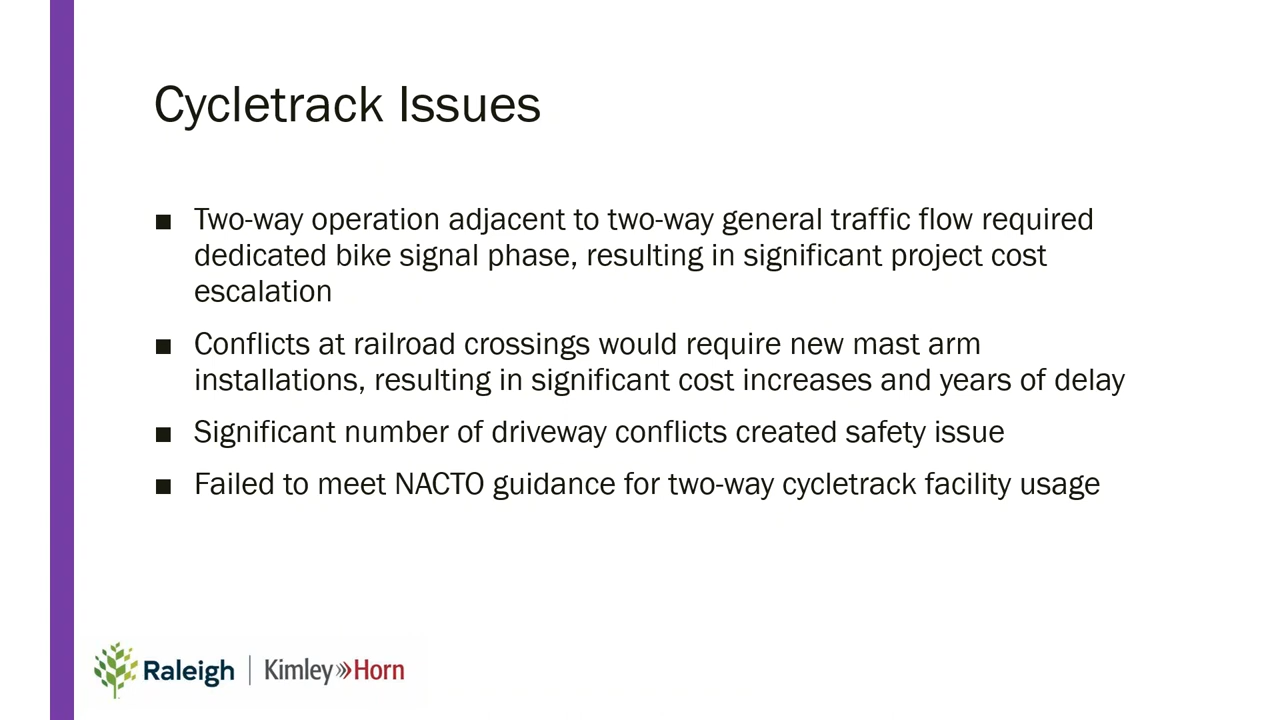 Cycletrack Issues
■ Two-way operation adjacent to two-way general traffic flow required
dedicated bike signal phase, resulting in significant project cost
escalation
■ Conflicts at railroad crossings would require new mast arm
installations, resulting in significant cost increases and years of delay
■ Significant number of driveway conflicts created safety issue
■ Failed to meet NACTO guidance for two-way cycletrack facility usage
Raleigh | Kimley»Horn